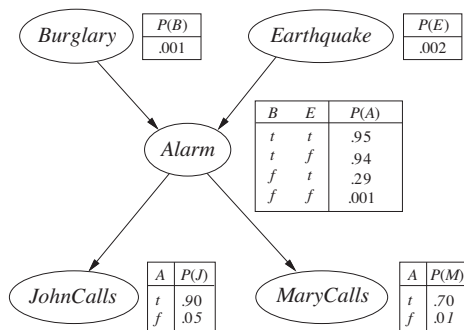 Burglary
P(B)
.001
Earthquake
P(E)
.002
Alarm
B E P(A)
t t .95
t f .94
f t .29
f f .001
JohnCalls
A P(J)
t .90
f .05
MaryCalls
A P(M)
t .70
f .01